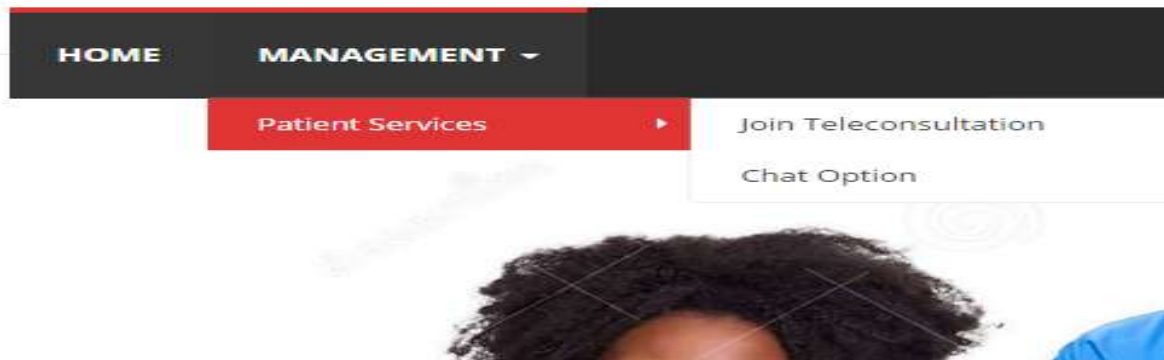 HOME MANAGEMENT
Patient Services Join Teleconsultation
Chat Option